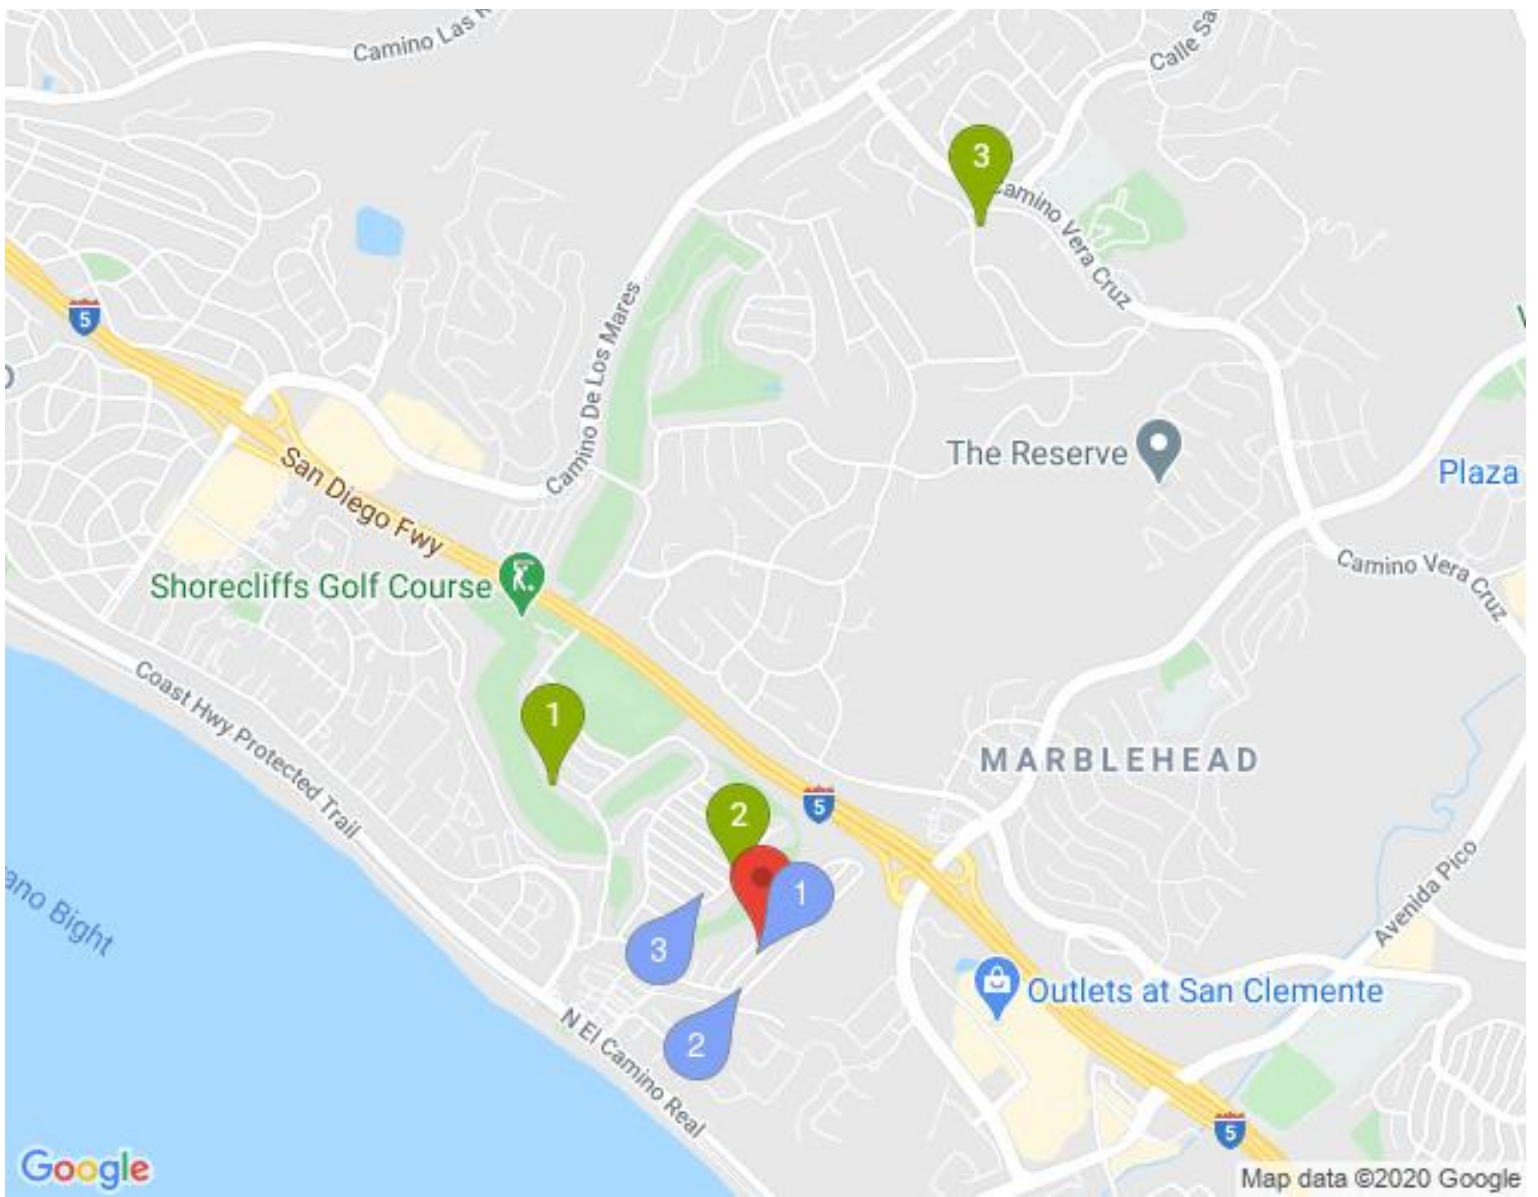 Camino Las R
Calle Sa
3
Camino Vera Cruz
5
Camino De Los Mares
The Reserve
Plaza
San Diego Fwy
Camino Vera Cruz
Shorecliffs Golf Course
Coast Hwy Protected Trail
1
MARBLEHEAD
5
2
1
ano Bight
Avenida Pico
3
Outlets at San Clemente
2
N El Camino Real
5
Google
Map data ©2020 Google